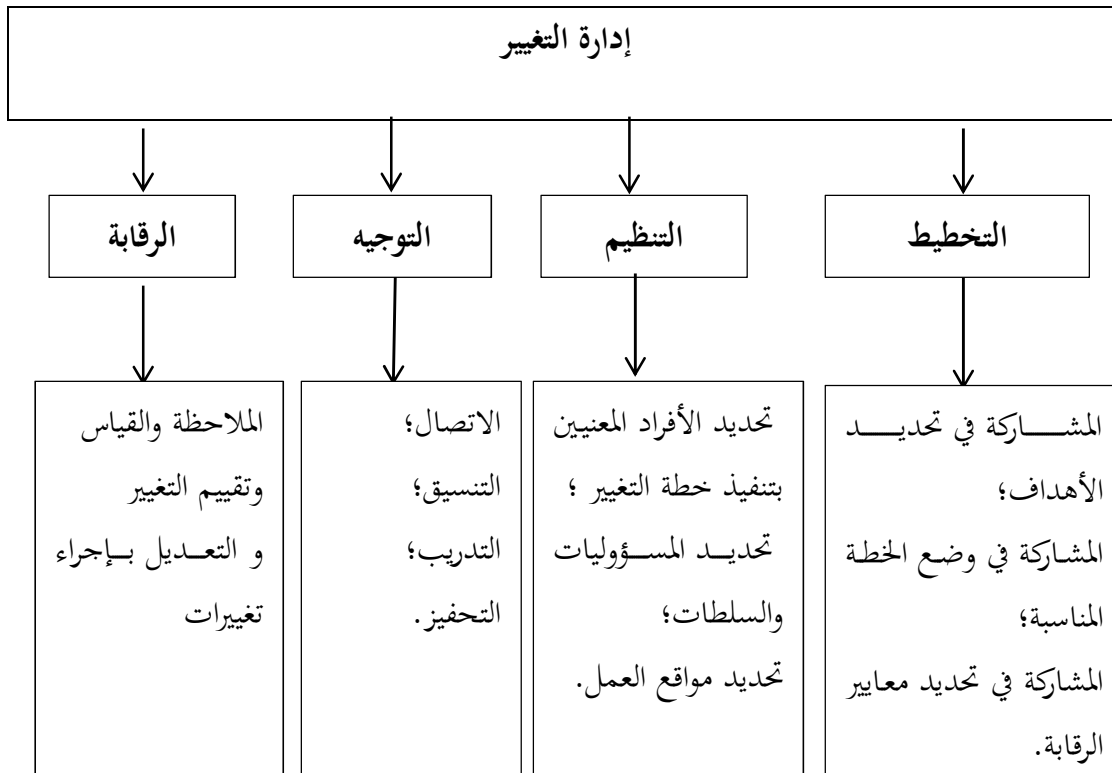 إدارة التغيير
التخطيط
التنظيم
التوجيه
الرقابة
المشاركة في تحديد
الأهداف؛
المشاركة في وضع الخطة
المناسبة؛
المشاركة في تحديد معايير
الرقابة.
تحديد الأفراد المعنيين
بتنفيذ خطة التغيير ؛
تحديد المسؤوليات
والسلطات؛
تحديد مواقع العمل.
الاتصال؛
التنسيق؛
التدريب؛
التحفيز.
الملاحظة والقياس
وتقييم التغيير
و التعديل بإجراء
تغييرات